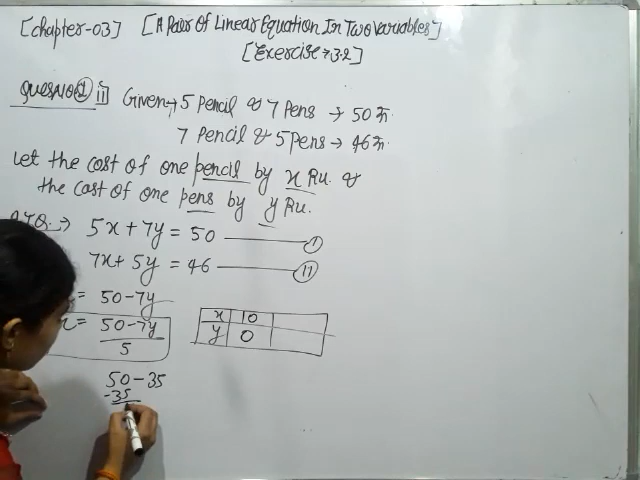 [Chapter-03] [A Pair Of Linear Equation In Two Variables]
[Exercise → 3.2]
Question ① ii] Given → 5 Pencil & 7 Pens → 50 रु.
7 Pencil & 5 Pens → 46 रु.
Let the cost of one pencil by x Ru. &
the cost of one pens by y Ru.
5x + 7y = 50 — ①
7x + 5y = 46 — ⑪
= 50 - 7y
x = 50 - 7y
5
x 10
y 0
50 - 35
- 35